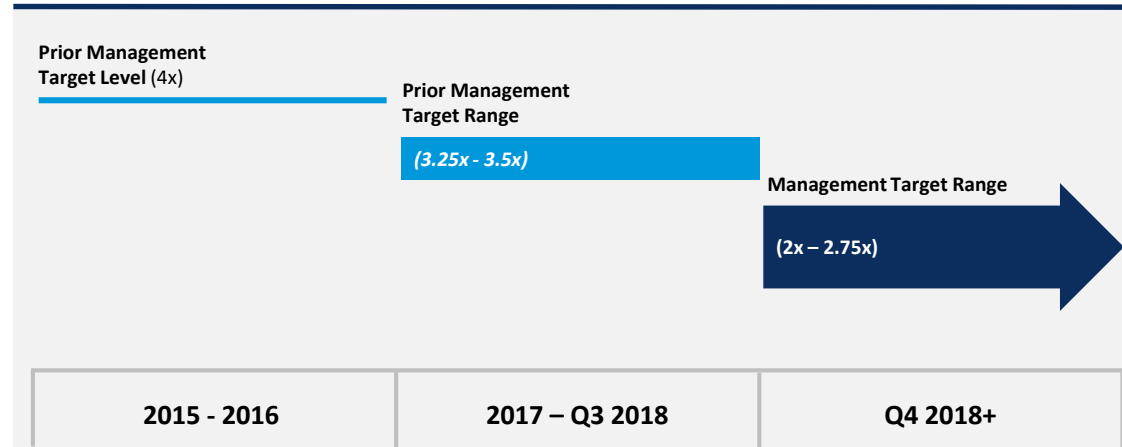 Prior Management
Target Level (4x)
Prior Management
Target Range
(3.25x - 3.5x)
Management Target Range
(2x – 2.75x)
2015 - 2016
2017 – Q3 2018
Q4 2018+